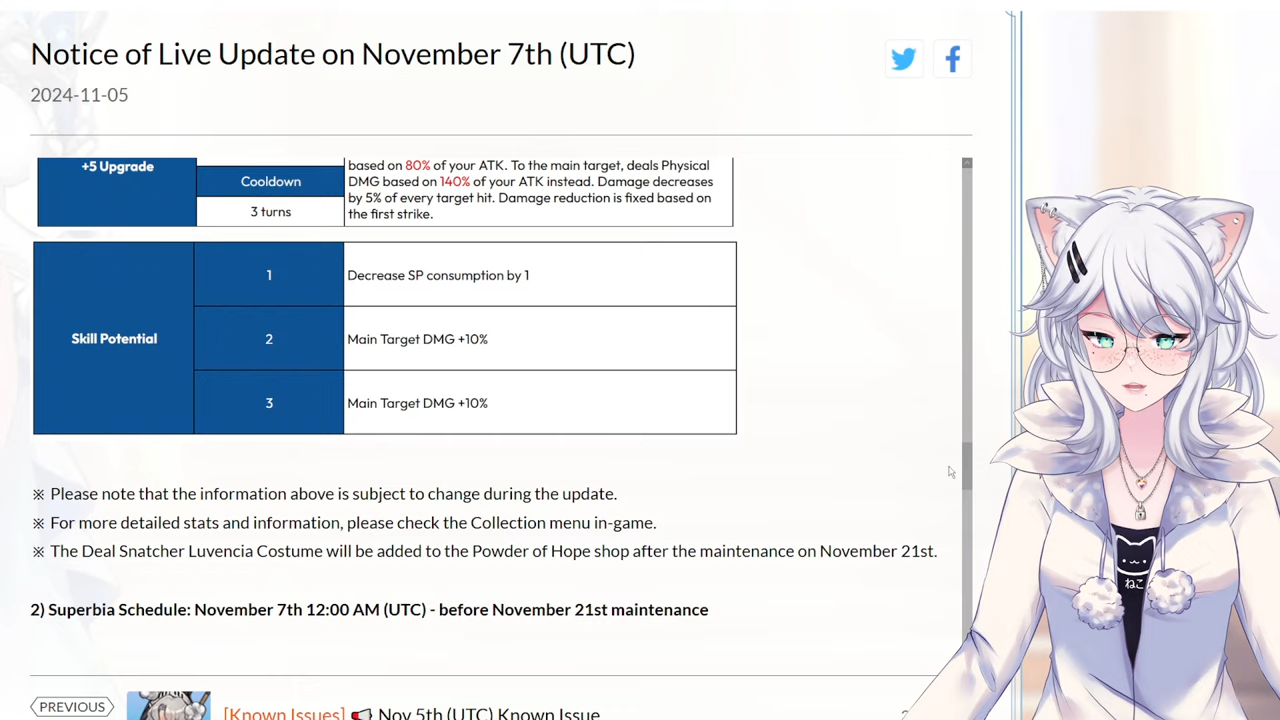 Notice of Live Update on November 7th (UTC)
2024-11-05
+5 Upgrade
Cooldown
3 turns
based on 80% of your ATK. To the main target, deals Physical
DMG based on 140% of your ATK instead. Damage decreases
by 5% of every target hit. Damage reduction is fixed based on
the first strike.
Skill Potential
1
Decrease SP consumption by 1
2
Main Target DMG +10%
3
Main Target DMG +10%
※ Please note that the information above is subject to change during the update.
※ For more detailed stats and information, please check the Collection menu in-game.
※ The Deal Snatcher Luvencia Costume will be added to the Powder of Hope shop after the maintenance on November 21st.
2) Superbia Schedule: November 7th 12:00 AM (UTC) - before November 21st maintenance
PREVIOUS
[Known Issues] 📢 Nov 5th (UTC) Known Issue
ねこ